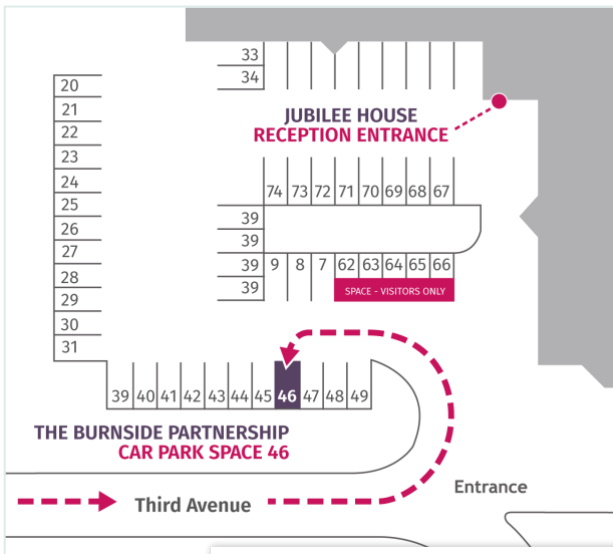 33
34
20
21
22
23
24
25
26
27
28
29
30
31
JUBILEE HOUSE
RECEPTION ENTRANCE
74 73 72 71 70 69 68 67
39
39
39
39
9 8 7 62 63 64 65 66
SPACE - VISITORS ONLY
39 40 41 42 43 44 45 46 47 48 49
THE BURNSIDE PARTNERSHIP
CAR PARK SPACE 46
Third Avenue
Entrance